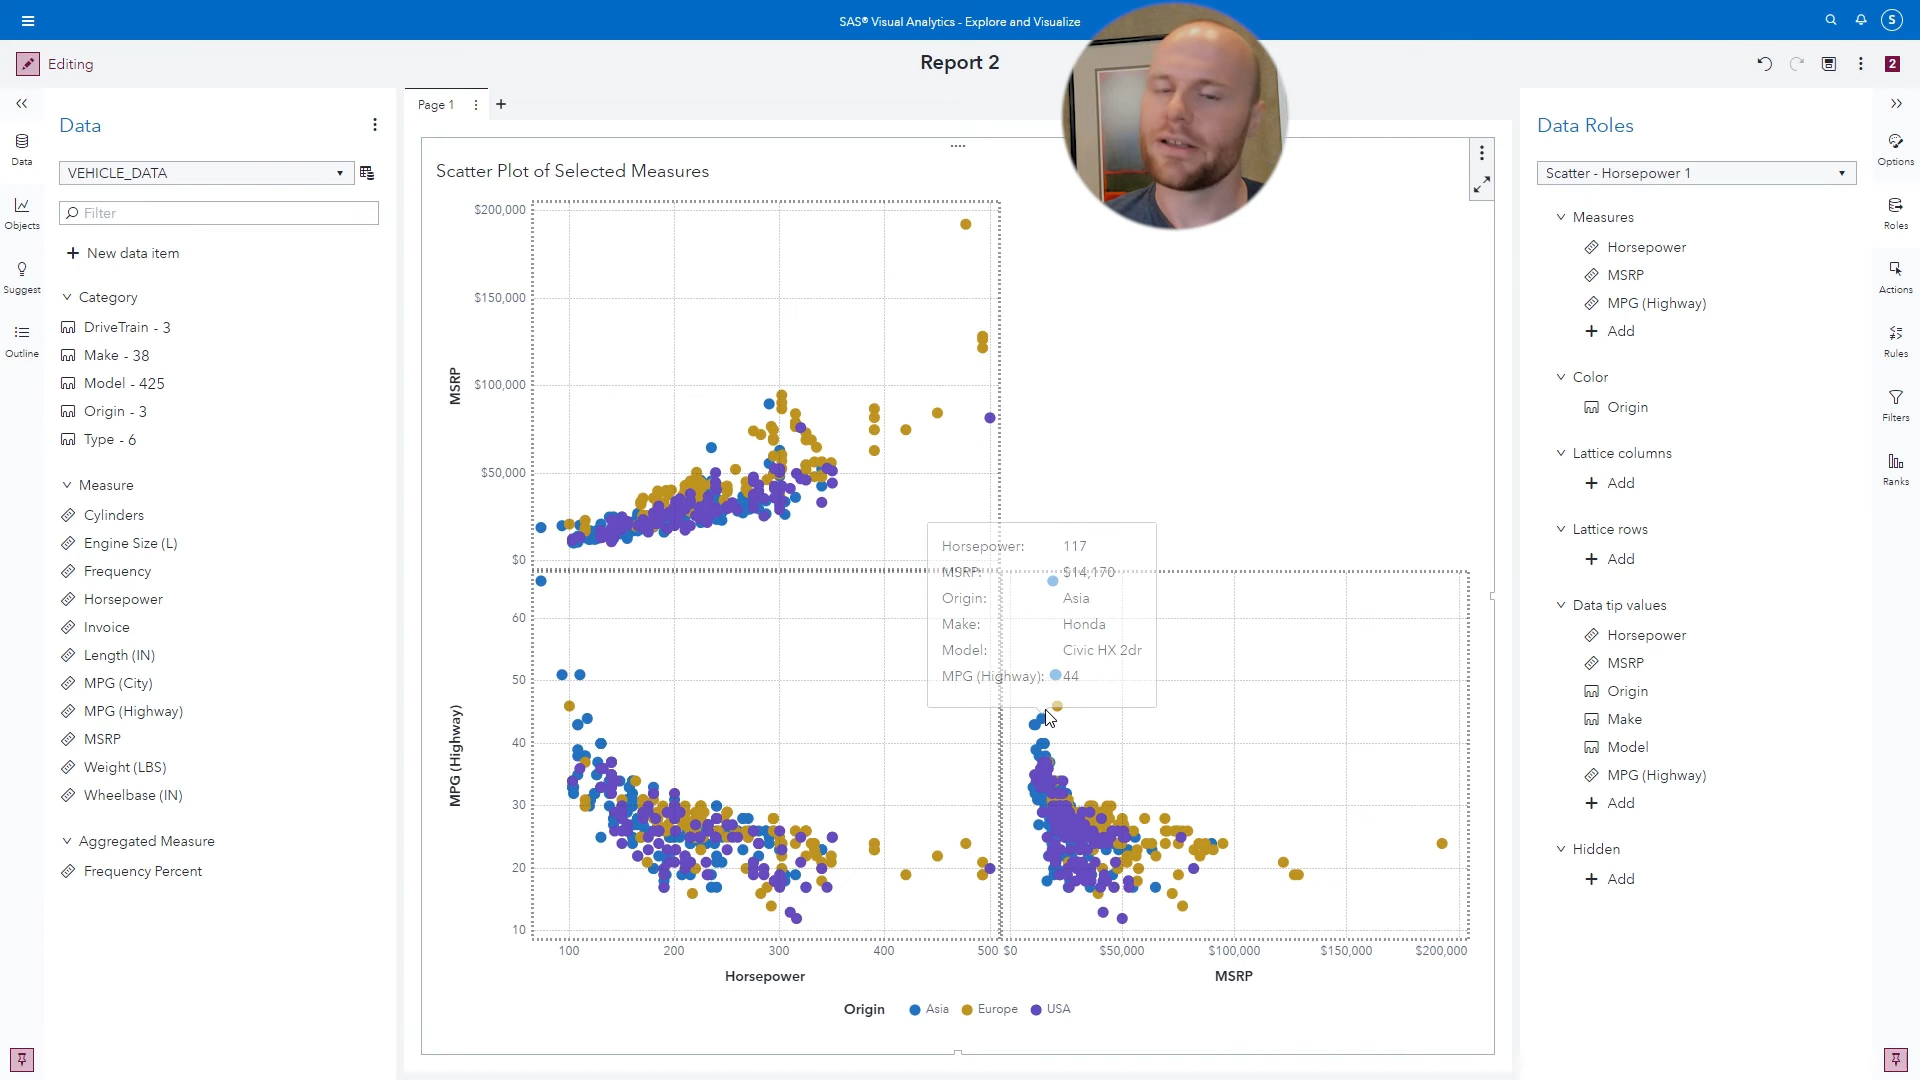 SAS® Visual Analytics - Explore and Visualize
S
Editing
Report 2
2
Data
Objects
Suggest
Outline
Data
VEHICLE_DATA
Filter
New data item
Category
DriveTrain - 3
Make - 38
Model - 425
Origin - 3
Type - 6
Measure
Cylinders
Engine Size (L)
Frequency
Horsepower
Invoice
Length (IN)
MPG (City)
MPG (Highway)
MSRP
Weight (LBS)
Wheelbase (IN)
Aggregated Measure
Frequency Percent
Page 1
Scatter Plot of Selected Measures
$200,000
$150,000
$100,000
$50,000
$0
MSRP
60
50
40
30
20
10
MPG (Highway)
Horsepower: 117
MSRP: $14,170
Origin: Asia
Make: Honda
Model: Civic HX 2dr
MPG (Highway): 44
100 200 300 400 500 $0 $50,000 $100,000 $150,000 $200,000
Horsepower MSRP
Origin Asia Europe USA
Data Roles
Scatter - Horsepower 1
Measures
Horsepower
MSRP
MPG (Highway)
Add
Color
Origin
Lattice columns
Add
Lattice rows
Add
Data tip values
Horsepower
MSRP
Origin
Make
Model
MPG (Highway)
Add
Hidden
Add
Options
Roles
Actions
Rules
Filters
Ranks